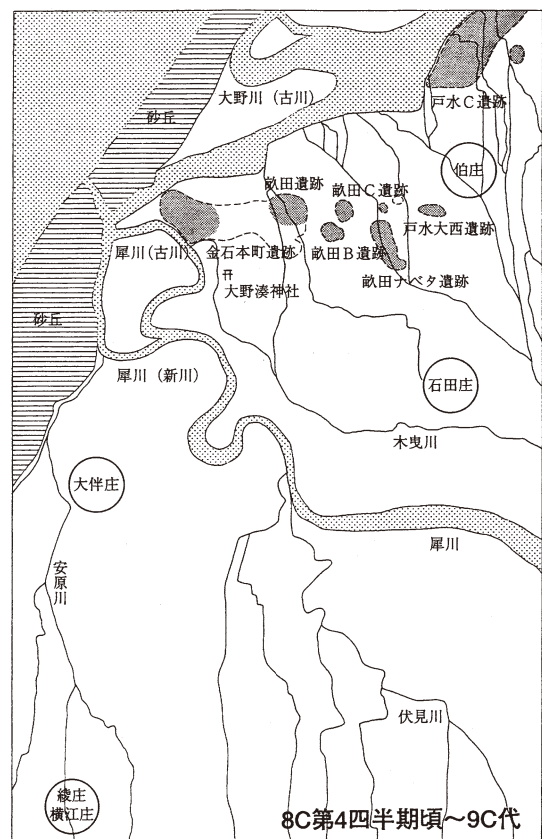 大野川（古川）
砂丘
戸水C遺跡
伯庄
畝田遺跡
畝田C遺跡
戸水大西遺跡
犀川（古川）
金石本町遺跡
畝田B遺跡
大野湊神社
畝田ナベタ遺跡
砂丘
犀川（新川）
石田庄
木曳川
大伴庄
犀川
安原川
伏見川
綾庄
横江庄
8C第4四半期頃～9C代